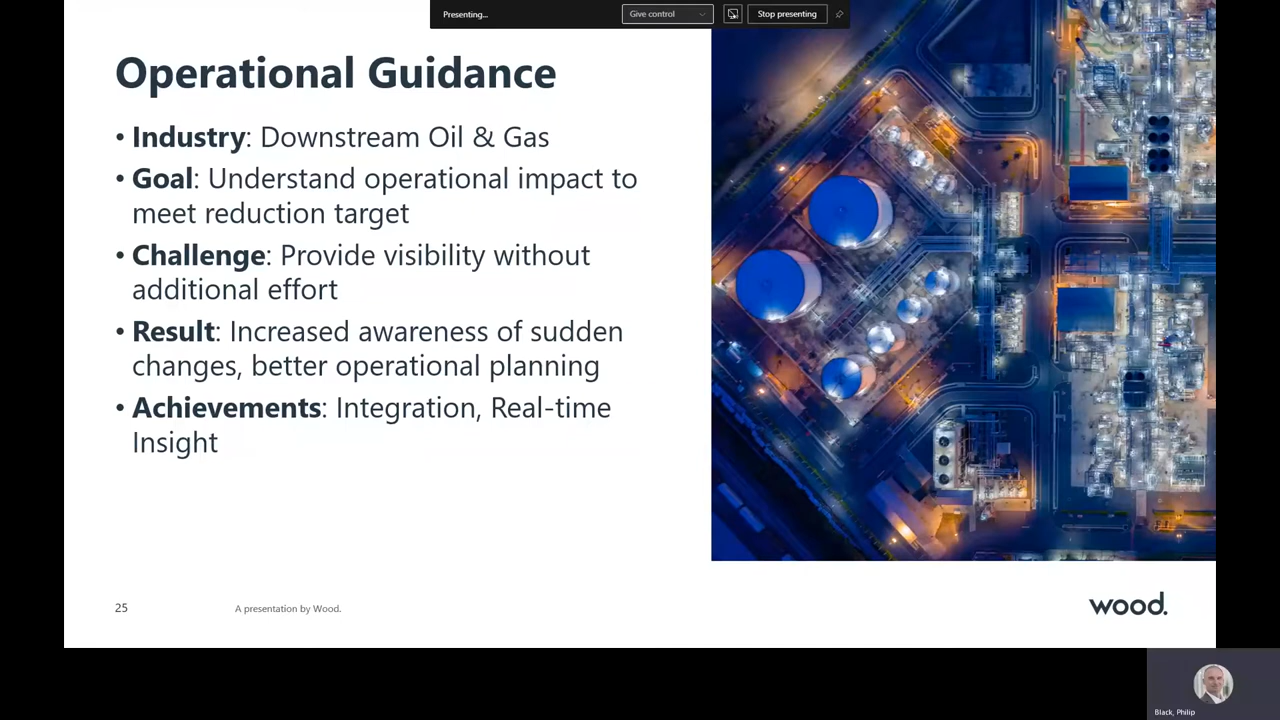 Presenting...
Give control
Stop presenting
Operational Guidance
• Industry: Downstream Oil & Gas
• Goal: Understand operational impact to
meet reduction target
• Challenge: Provide visibility without
additional effort
• Result: Increased awareness of sudden
changes, better operational planning
• Achievements: Integration, Real-time
Insight
25
A presentation by Wood.
wood.
Black, Philip